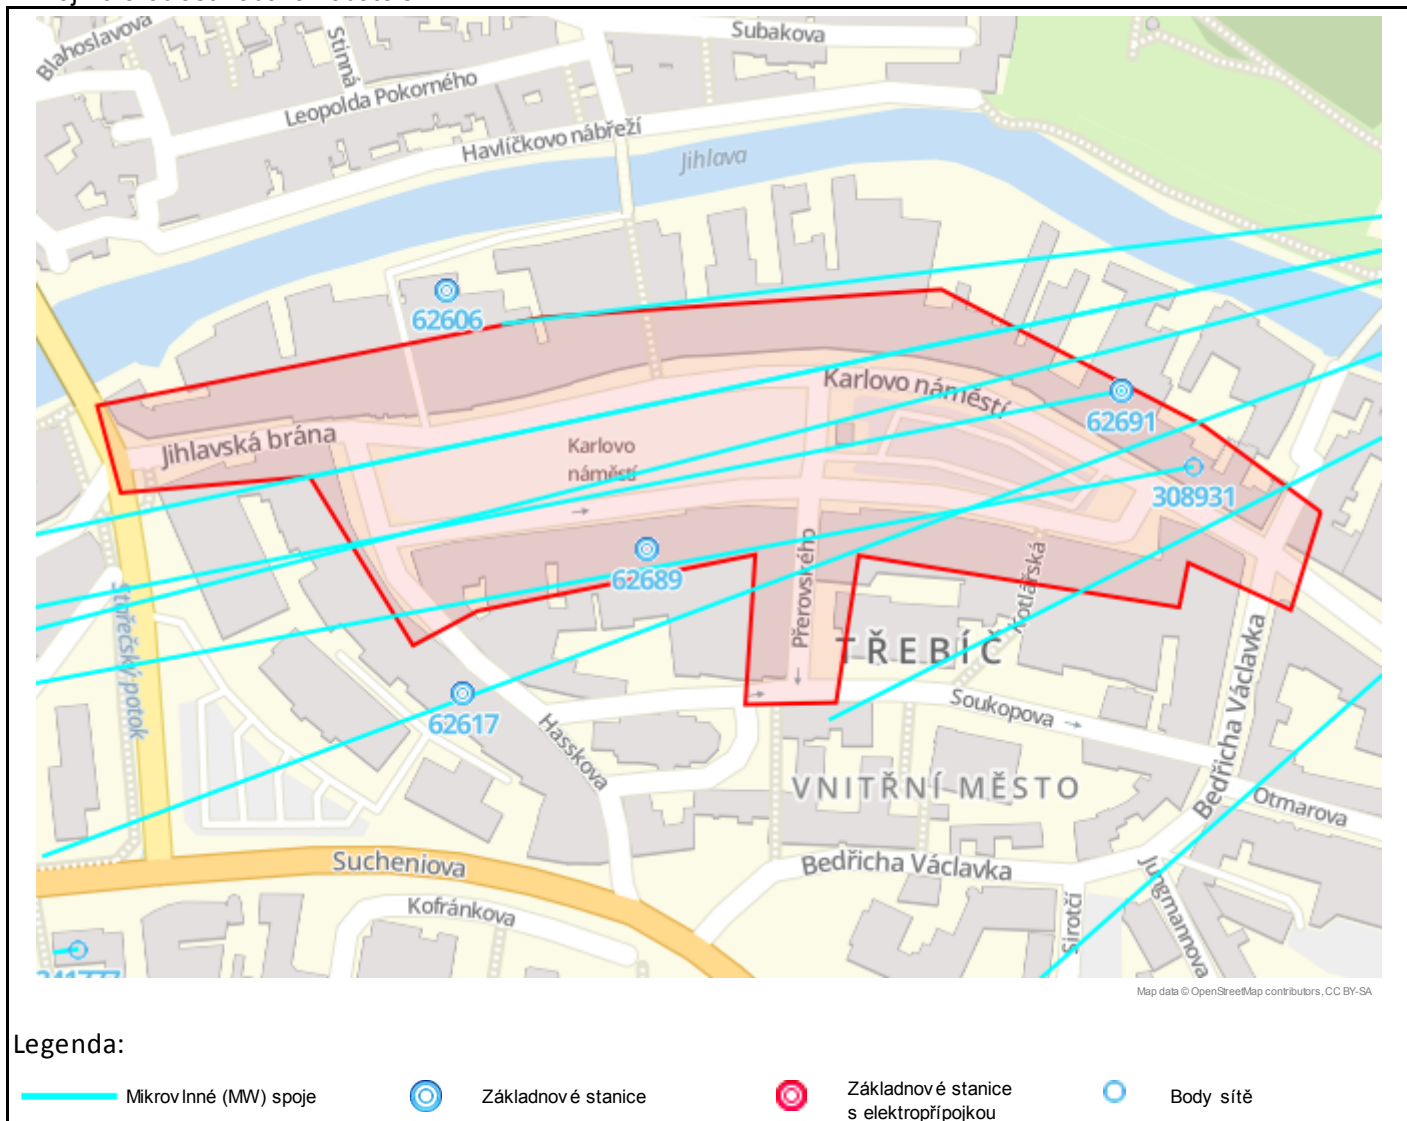 Blahoslavova
Stinná
Subakova
Leopolda Pokorného
Havlíčkovo nábřeží
Jihlava
62606
Karlovo náměstí
62691
Jihlavská brána
Karlovo
náměstí
308931
62689
Přerovského
Kotlářská
TŘEBÍČ
Stařečský potok
62617
Hasskova
Soukopova
Bedřicha Václavka
VNITŘNÍ MĚSTO
Otmarova
Sucheniova
Bedřicha Václavka
Jungmannova
Sirotčí
Kofránkova
Map data © OpenStreetMap contributors, CC BY-SA
Legenda:
Mikrovlnné (MW) spoje
Základnové stanice
Základnové stanice
s elektropřípojkou
Body sítě